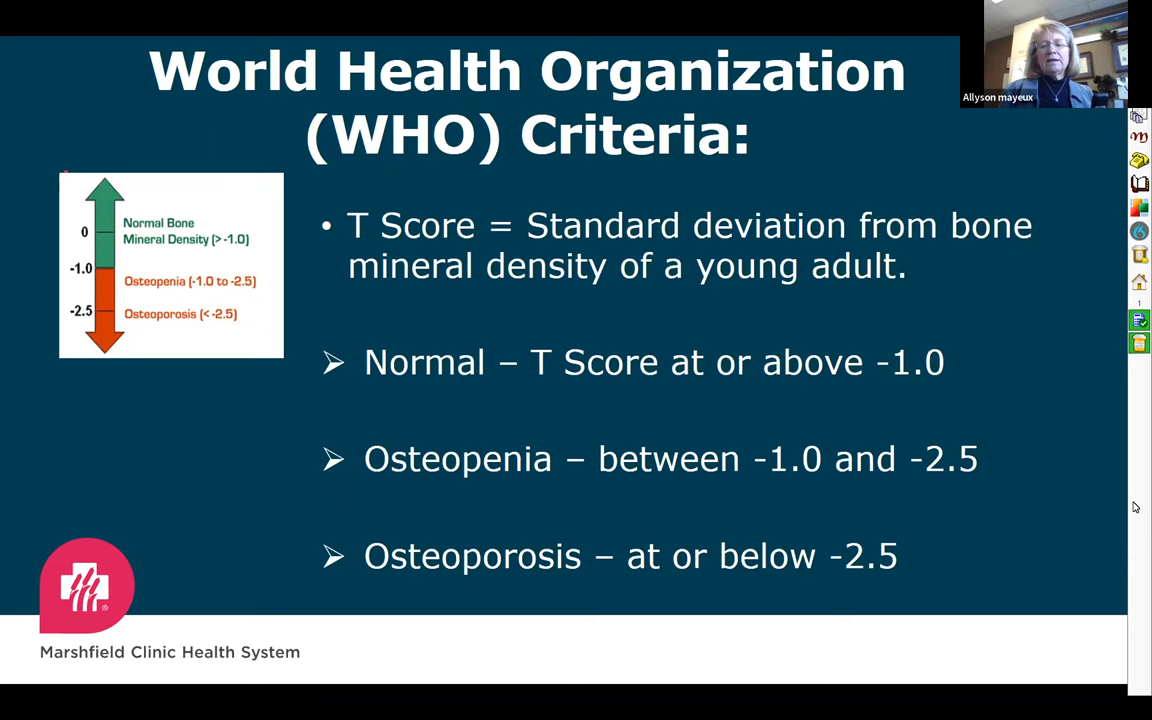 World Health Organization
(WHO) Criteria:
Allyson mayeux
Normal Bone
Mineral Density (> -1.0)
0
-1.0
Osteopenia (-1.0 to -2.5)
-2.5
Osteoporosis (< -2.5)
• T Score = Standard deviation from bone
mineral density of a young adult.
➢ Normal – T Score at or above -1.0
➢ Osteopenia – between -1.0 and -2.5
➢ Osteoporosis – at or below -2.5
®
Marshfield Clinic Health System
m
1